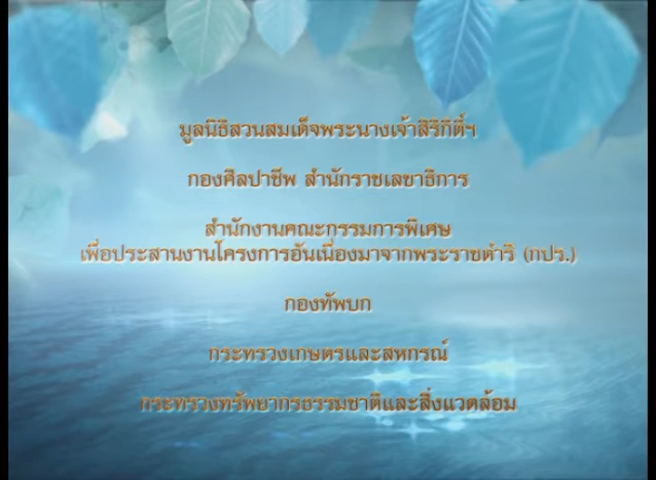 มูลนิธิสวนสมเด็จพระนางเจ้าสิริกิติ์ฯ
กองศิลปาชีพ สำนักราชเลขาธิการ
สำนักงานคณะกรรมการพิเศษ
เพื่อประสานงานโครงการอันเนื่องมาจากพระราชดำริ (กปร.)
กองทัพบก
กระทรวงเกษตรและสหกรณ์
กระทรวงทรัพยากรธรรมชาติและสิ่งแวดล้อม